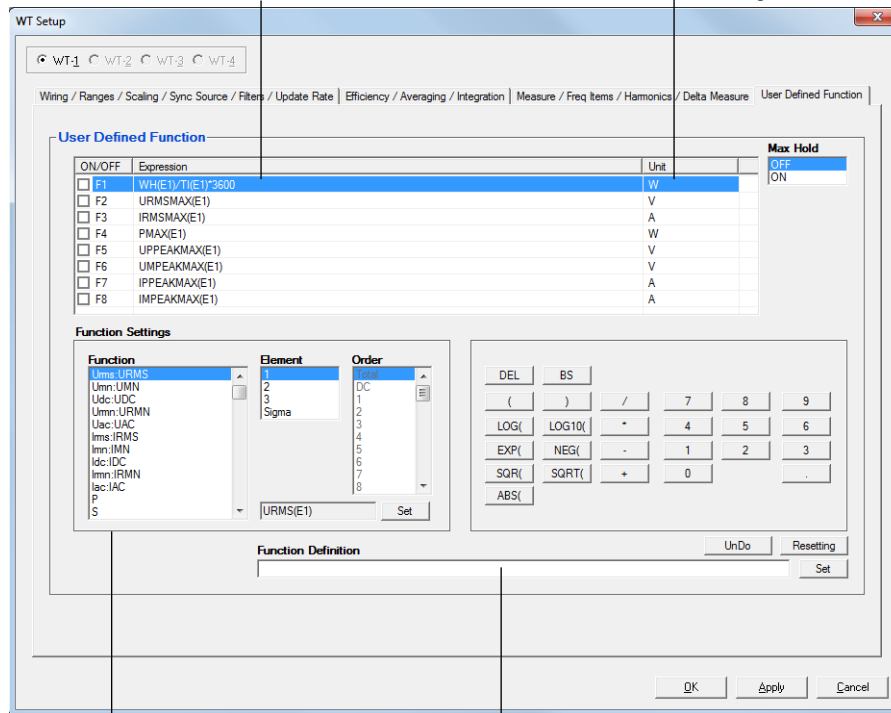 WT Setup
WT-1 WT-2 WT-3 WT-4
Wiring / Ranges / Scaling / Sync Source / Filters / Update Rate Efficiency / Averaging / Integration Measure / Freq Items / Harmonics / Delta Measure User Defined Function
User Defined Function
Max Hold
OFF
ON
ON/OFF Expression Unit
F1 WH(E1)/TI(E1)*3600 W
F2 URMSMAX(E1) V
F3 IRMSMAX(E1) A
F4 PMAX(E1) W
F5 UPPEAKMAX(E1) V
F6 UMPEAKMAX(E1) V
F7 IPPEAKMAX(E1) A
F8 IMPEAKMAX(E1) A
Function Settings
Function
Urms:URMS
Umn:UMN
Udc:UDC
Umn:URMN
Uac:UAC
Irms:IRMS
Imn:IMN
Idc:IDC
Imn:IRMN
Iac:IAC
P
S
Element
1
2
3
Sigma
Order
Total
DC
1
2
3
4
5
6
7
8
URMS(E1) Set
DEL BS
( ) / 7 8 9
LOG( LOG10( * 4 5 6
EXP( NEG( - 1 2 3
SQR( SQRT( + 0 .
ABS(
UnDo Resetting
Function Definition
Set
OK Apply Cancel